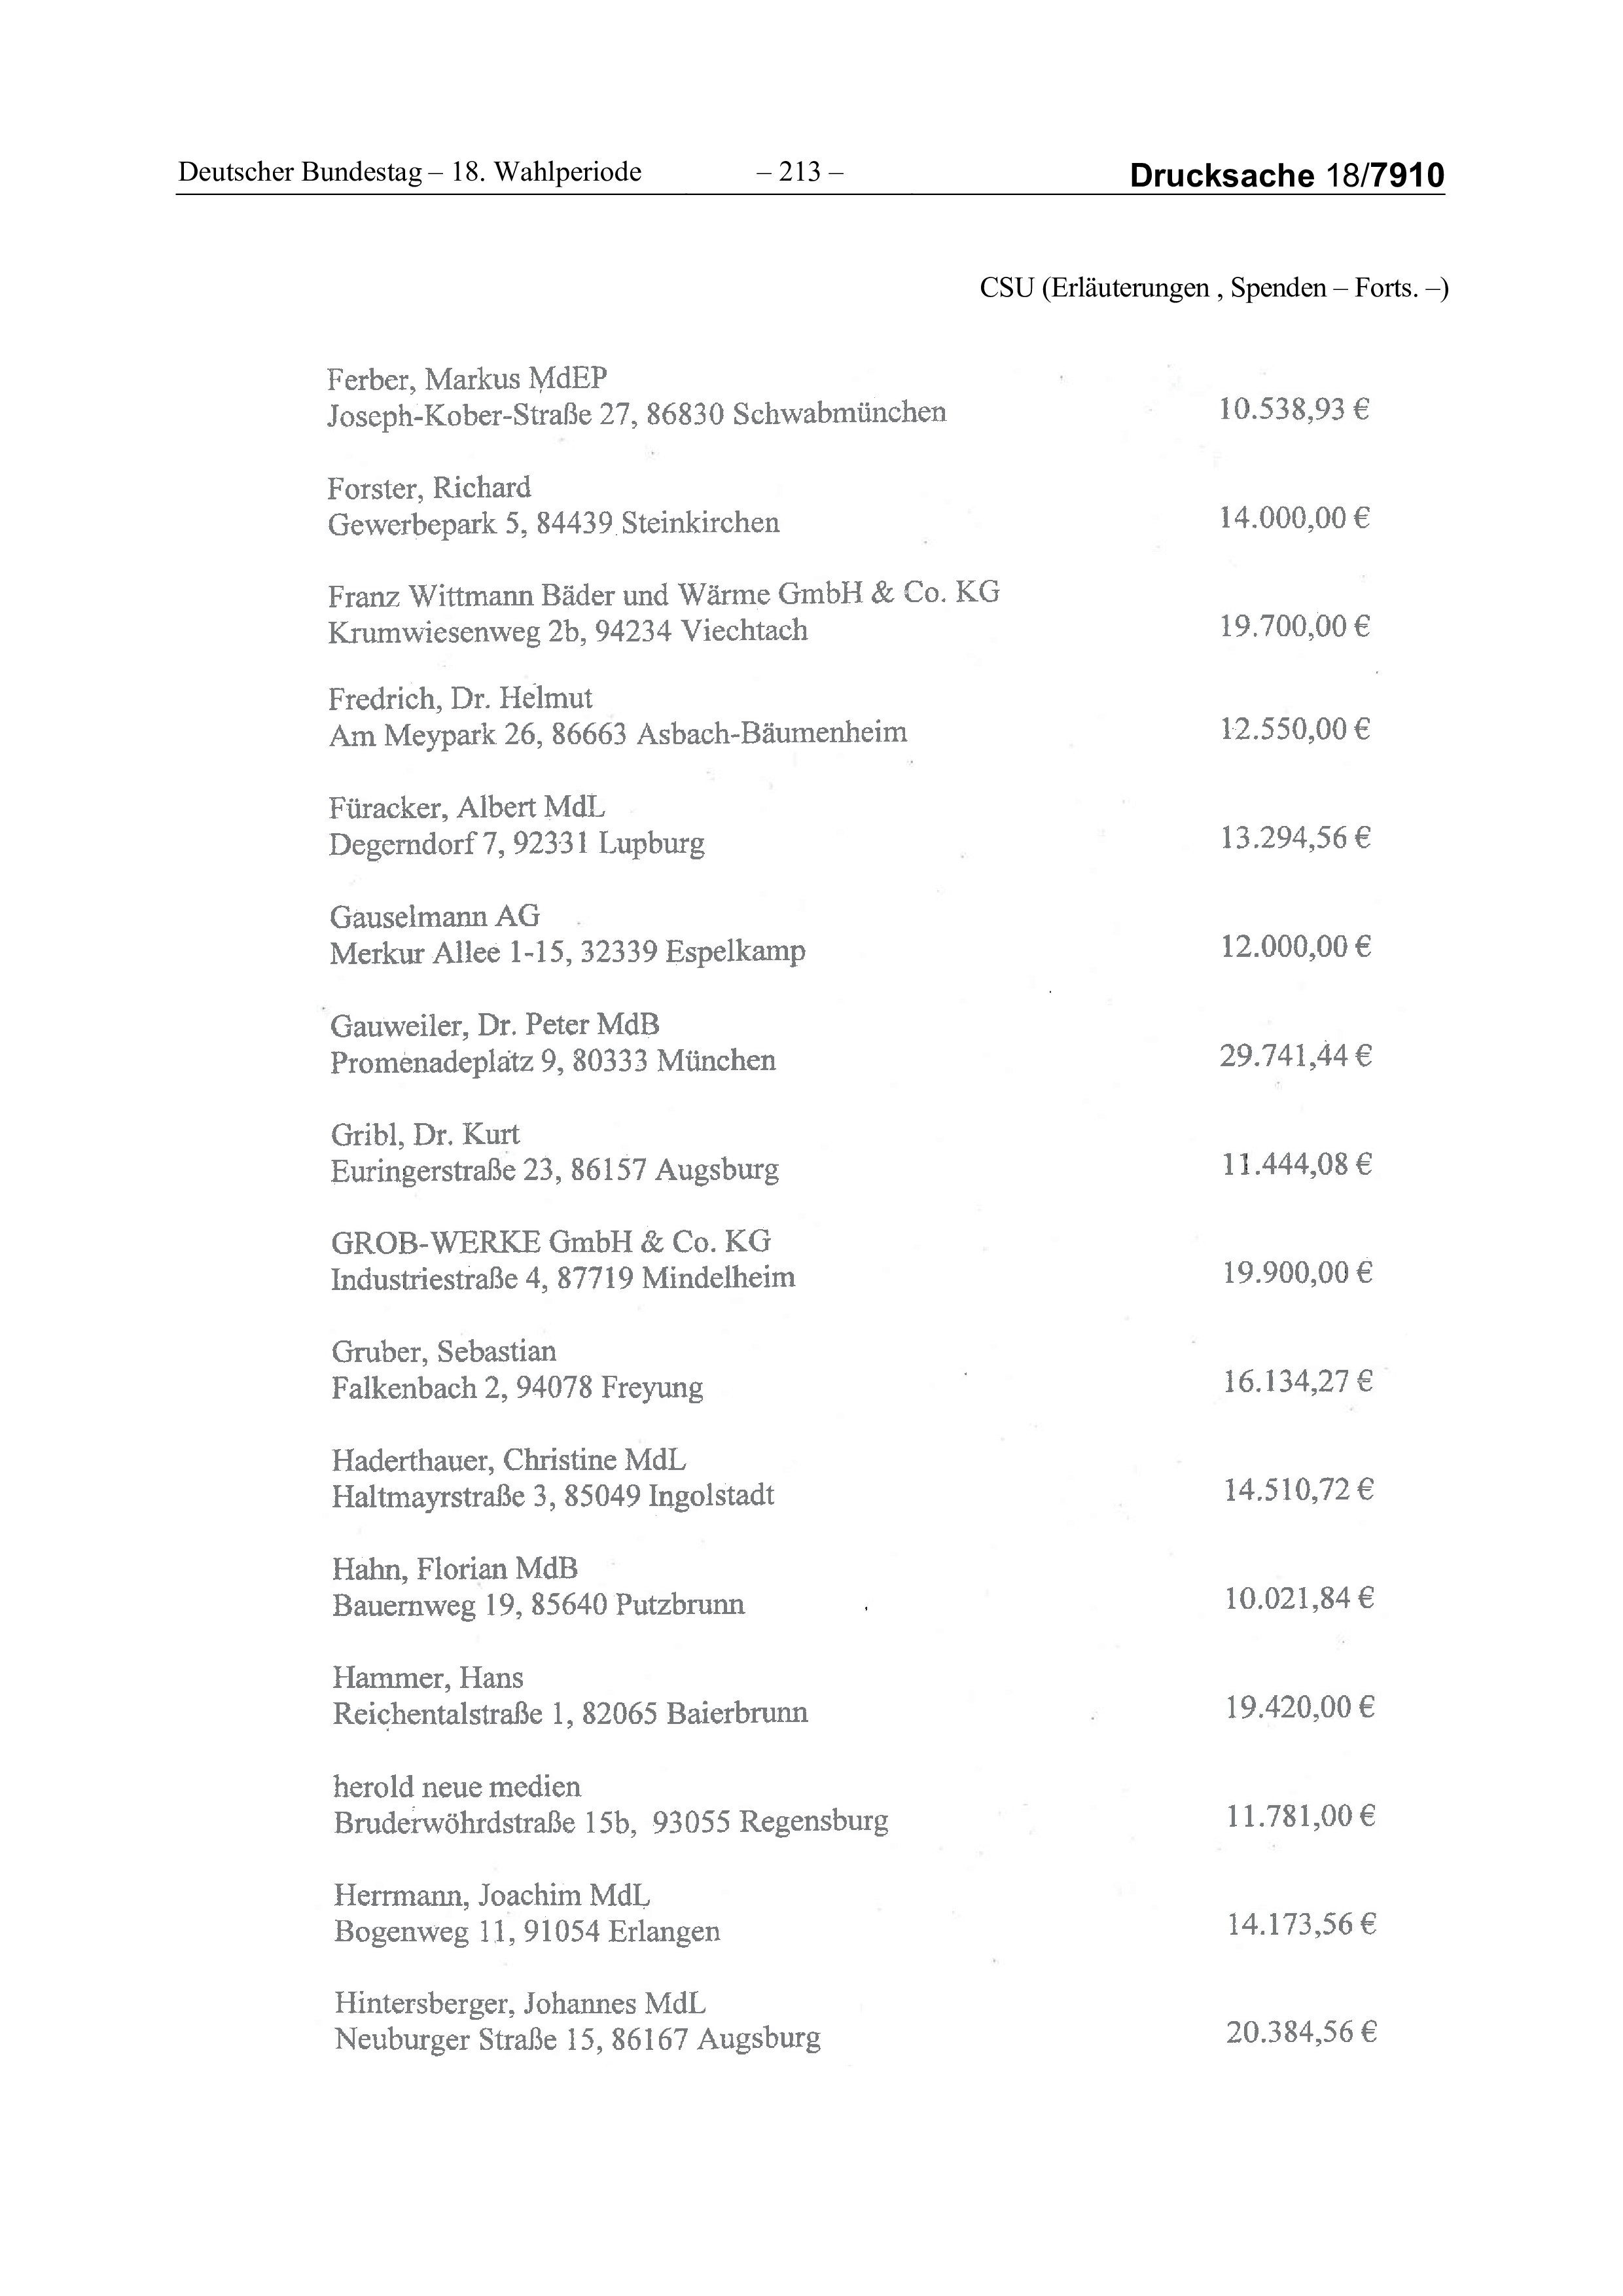 Deutscher Bundestag – 18. Wahlperiode – 213 – Drucksache 18/7910
CSU (Erläuterungen , Spenden – Forts. –)
Ferber, Markus MdEP
Joseph-Kober-Straße 27, 86830 Schwabmünchen 10.538,93 €
Forster, Richard
Gewerbepark 5, 84439 Steinkirchen 14.000,00 €
Franz Wittmann Bäder und Wärme GmbH & Co. KG
Krumwiesenweg 2b, 94234 Viechtach 19.700,00 €
Fredrich, Dr. Helmut
Am Meypark 26, 86663 Asbach-Bäumenheim 12.550,00 €
Füracker, Albert MdL
Degerndorf 7, 92331 Lupburg 13.294,56 €
Gauselmann AG
Merkur Allee 1-15, 32339 Espelkamp 12.000,00 €
Gauweiler, Dr. Peter MdB
Promenadeplatz 9, 80333 München 29.741,44 €
Gribl, Dr. Kurt
Euringerstraße 23, 86157 Augsburg 11.444,08 €
GROB-WERKE GmbH & Co. KG
Industriestraße 4, 87719 Mindelheim 19.900,00 €
Gruber, Sebastian
Falkenbach 2, 94078 Freyung 16.134,27 €
Haderthauer, Christine MdL
Haltmayrstraße 3, 85049 Ingolstadt 14.510,72 €
Hahn, Florian MdB
Bauernweg 19, 85640 Putzbrunn 10.021,84 €
Hammer, Hans
Reichentalstraße 1, 82065 Baierbrunn 19.420,00 €
herold neue medien
Bruderwöhrdstraße 15b, 93055 Regensburg 11.781,00 €
Herrmann, Joachim MdL
Bogenweg 11, 91054 Erlangen 14.173,56 €
Hintersberger, Johannes MdL
Neuburger Straße 15, 86167 Augsburg 20.384,56 €